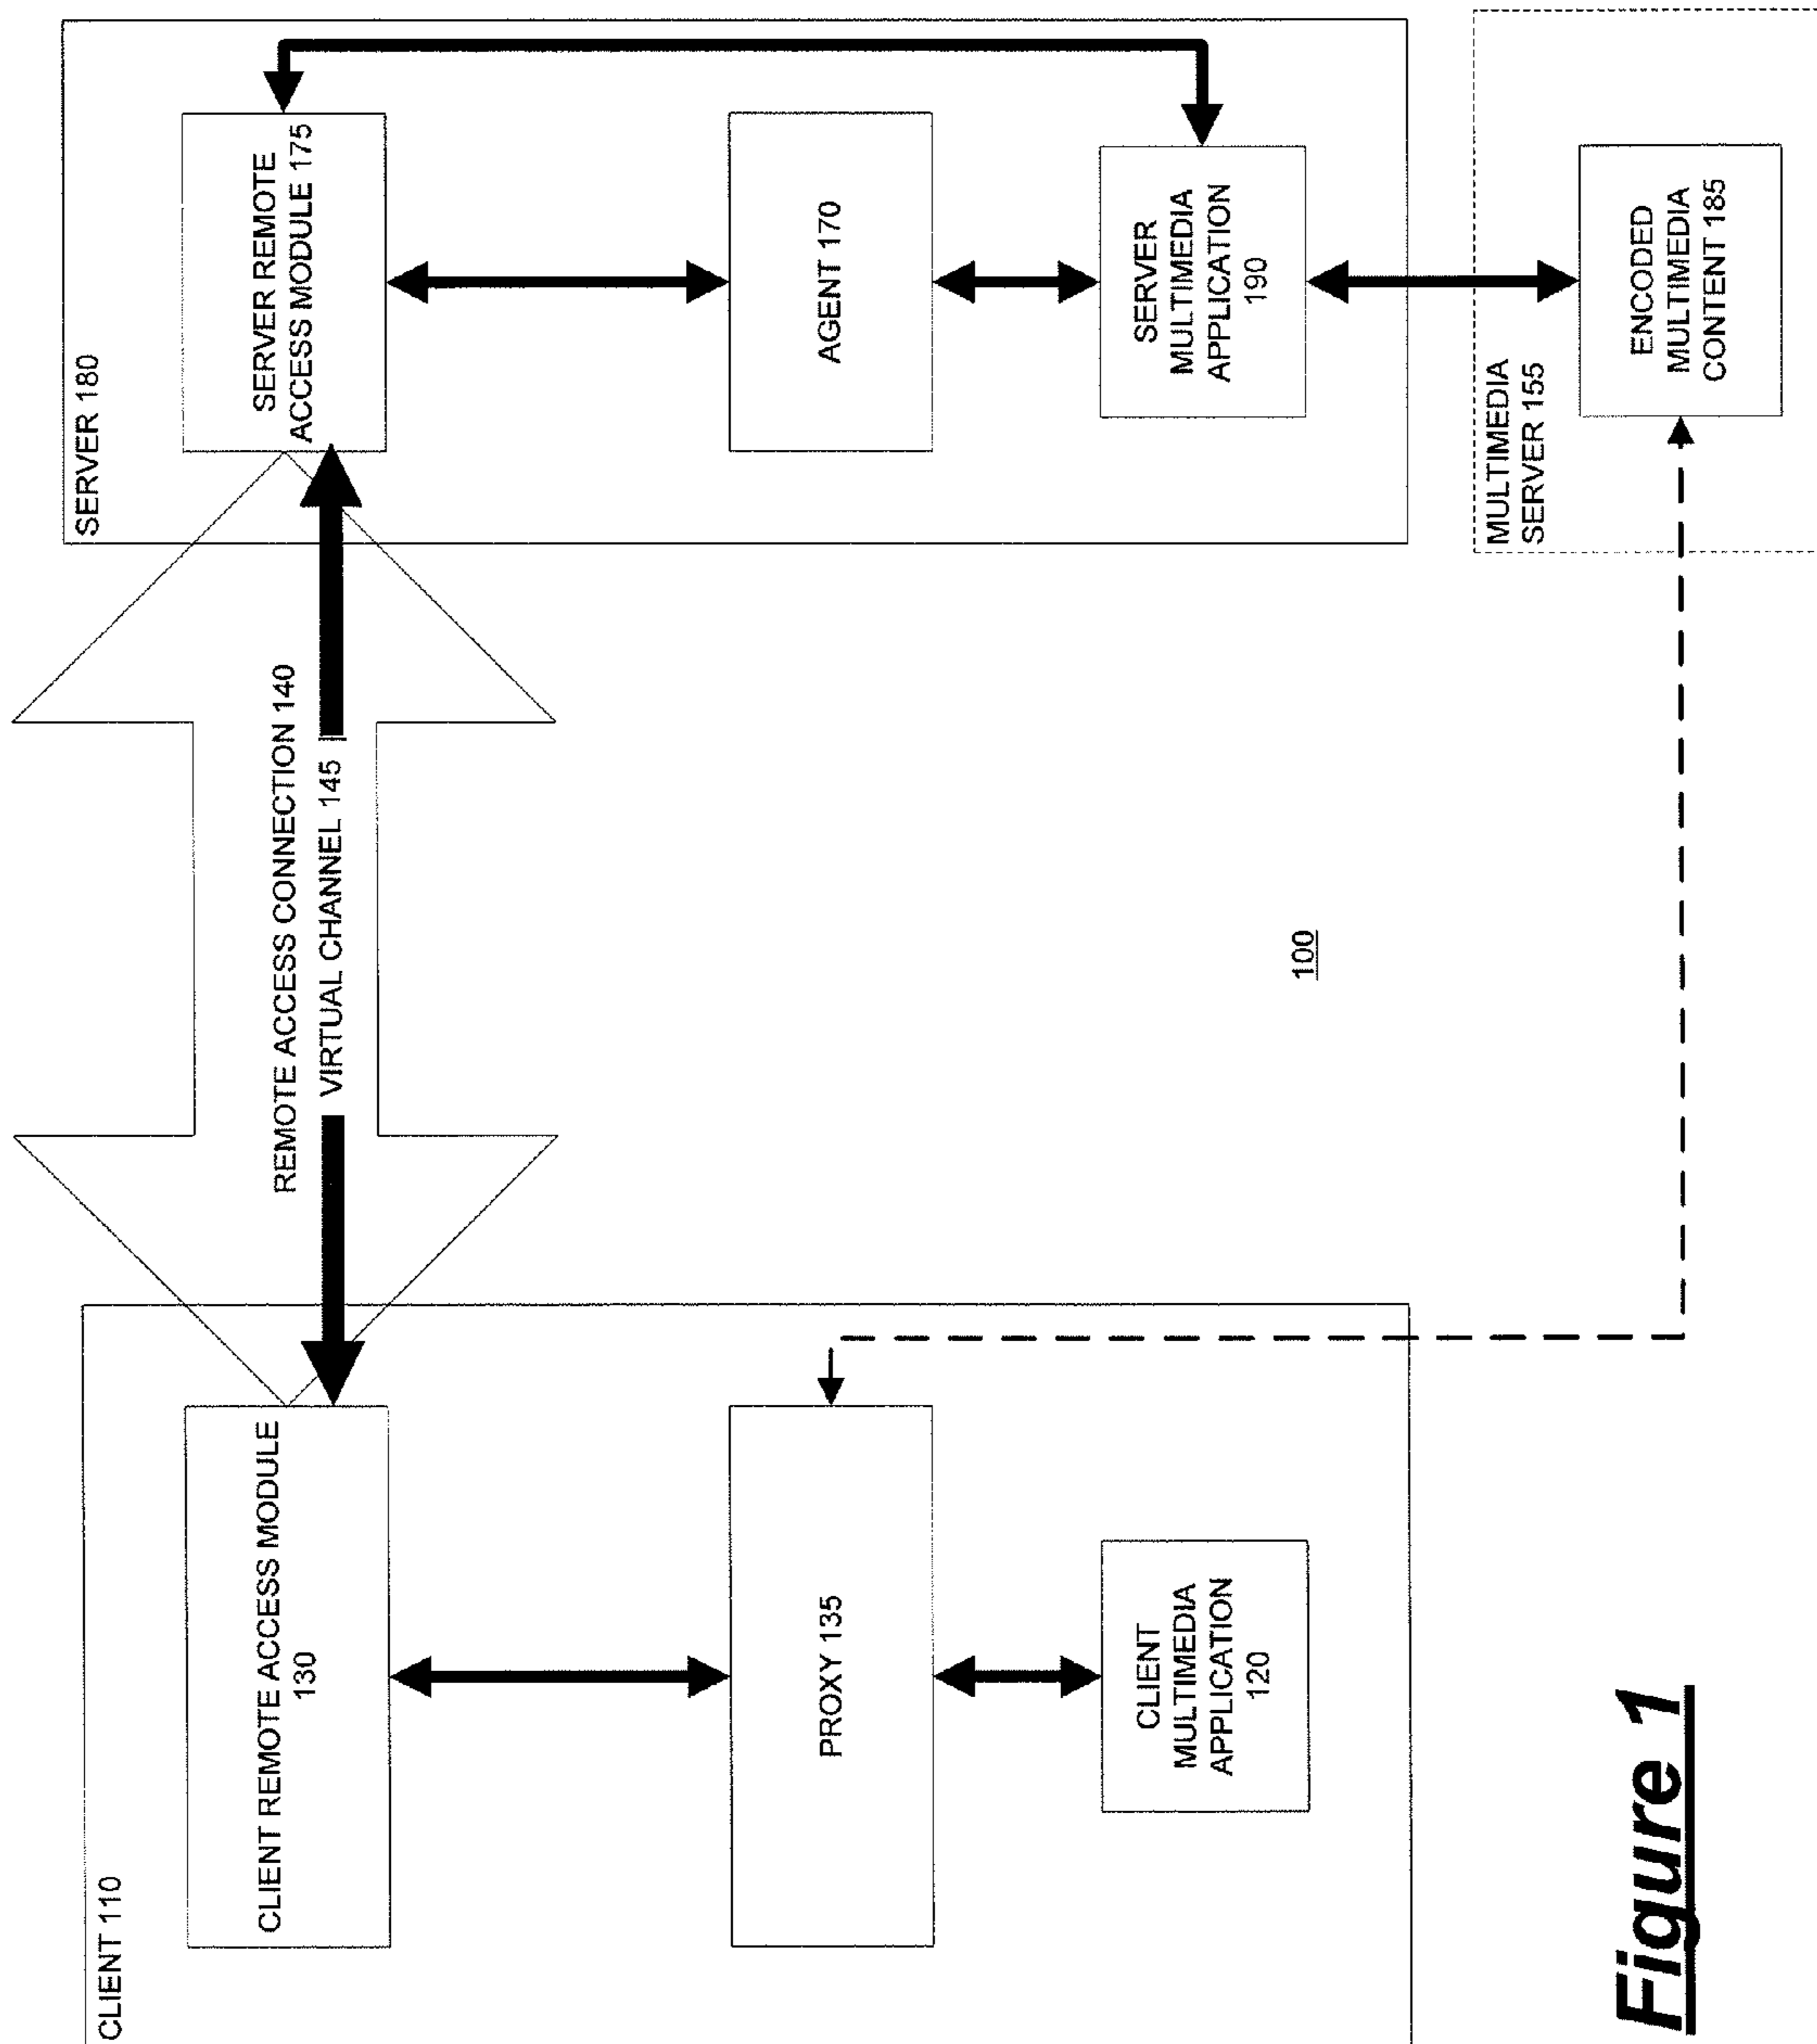 CLIENT 110
CLIENT REMOTE ACCESS MODULE
130
PROXY 135
CLIENT
MULTIMEDIA
APPLICATION
120
REMOTE ACCESS CONNECTION 140
VIRTUAL CHANNEL 145
100
SERVER 180
SERVER REMOTE
ACCESS MODULE 175
AGENT 170
SERVER
MULTIMEDIA
APPLICATION
190
MULTIMEDIA
SERVER 155
ENCODED
MULTIMEDIA
CONTENT 185
Figure 1